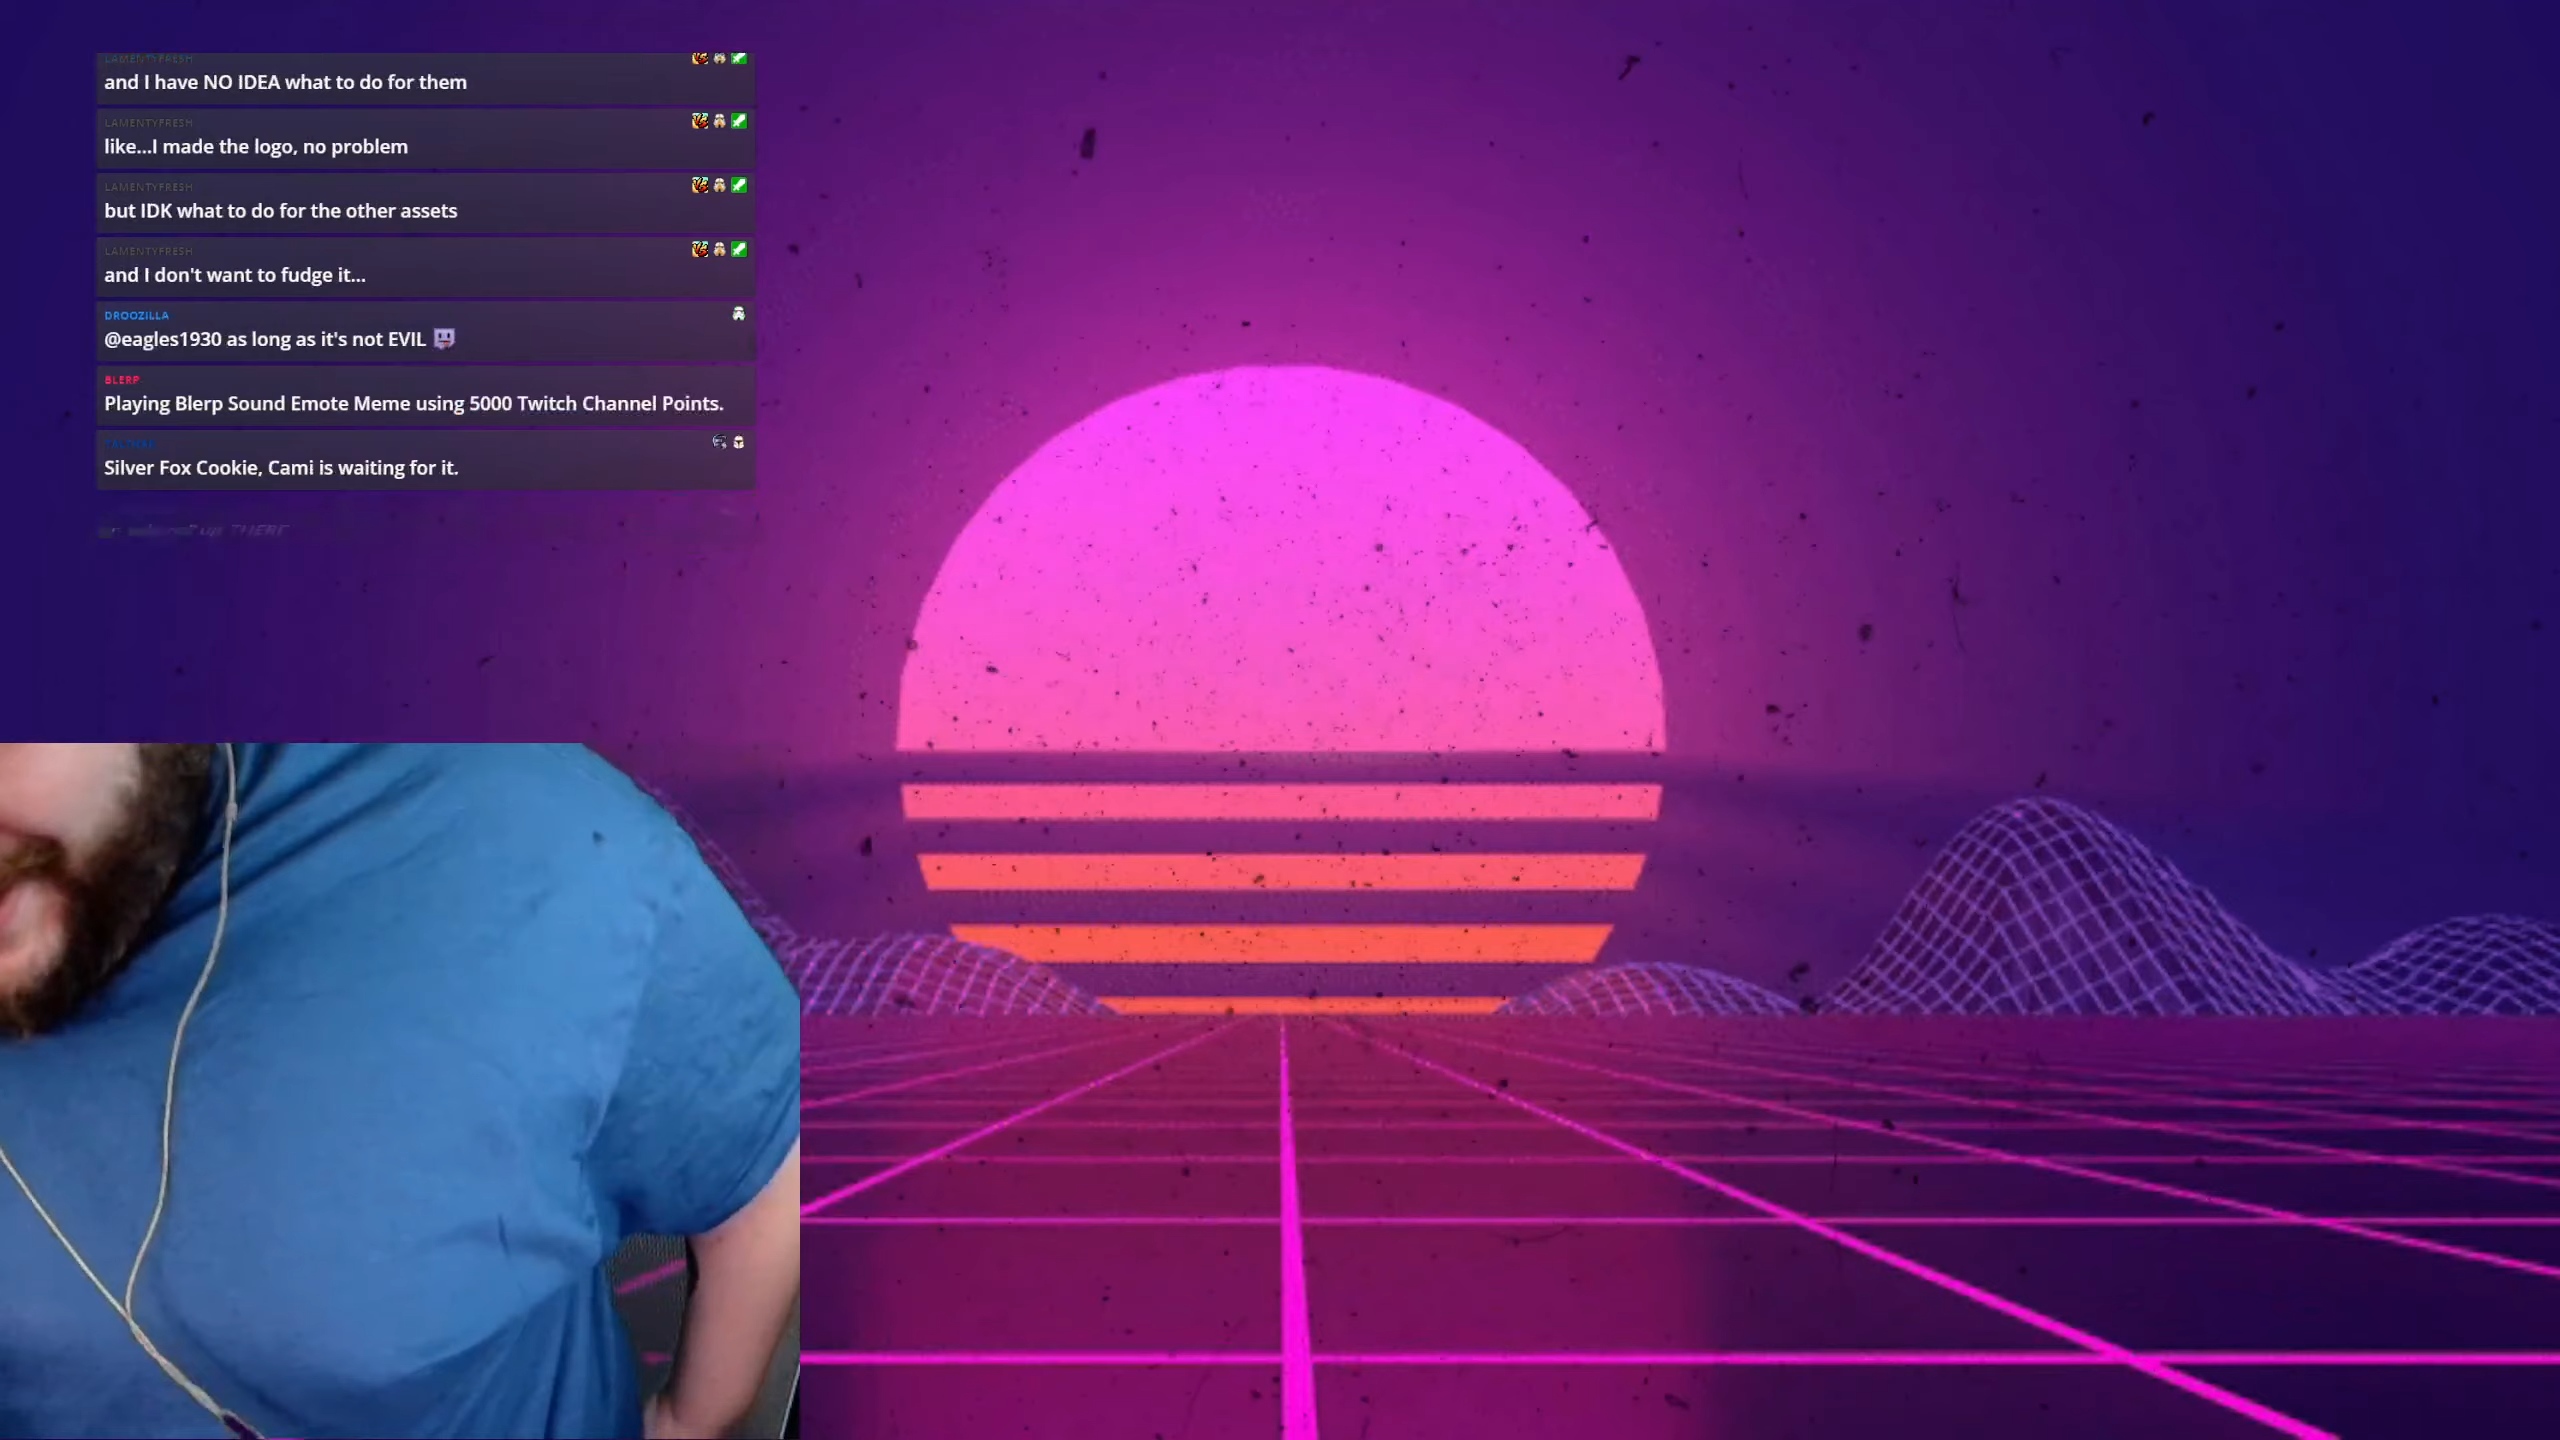 LAMENTYFRESH
and I have NO IDEA what to do for them
LAMENTYFRESH
like...I made the logo, no problem
LAMENTYFRESH
but IDK what to do for the other assets
LAMENTYFRESH
and I don't want to fudge it...
DROOZILLA
@eagles1930 as long as it's not EVIL
BLERP
Playing Blerp Sound Emote Meme using 5000 Twitch Channel Points.
Silver Fox Cookie, Cami is waiting for it.
THERE